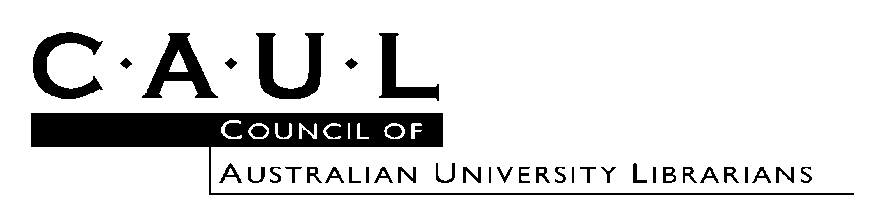 C·A·U·L
COUNCIL OF
AUSTRALIAN UNIVERSITY LIBRARIANS